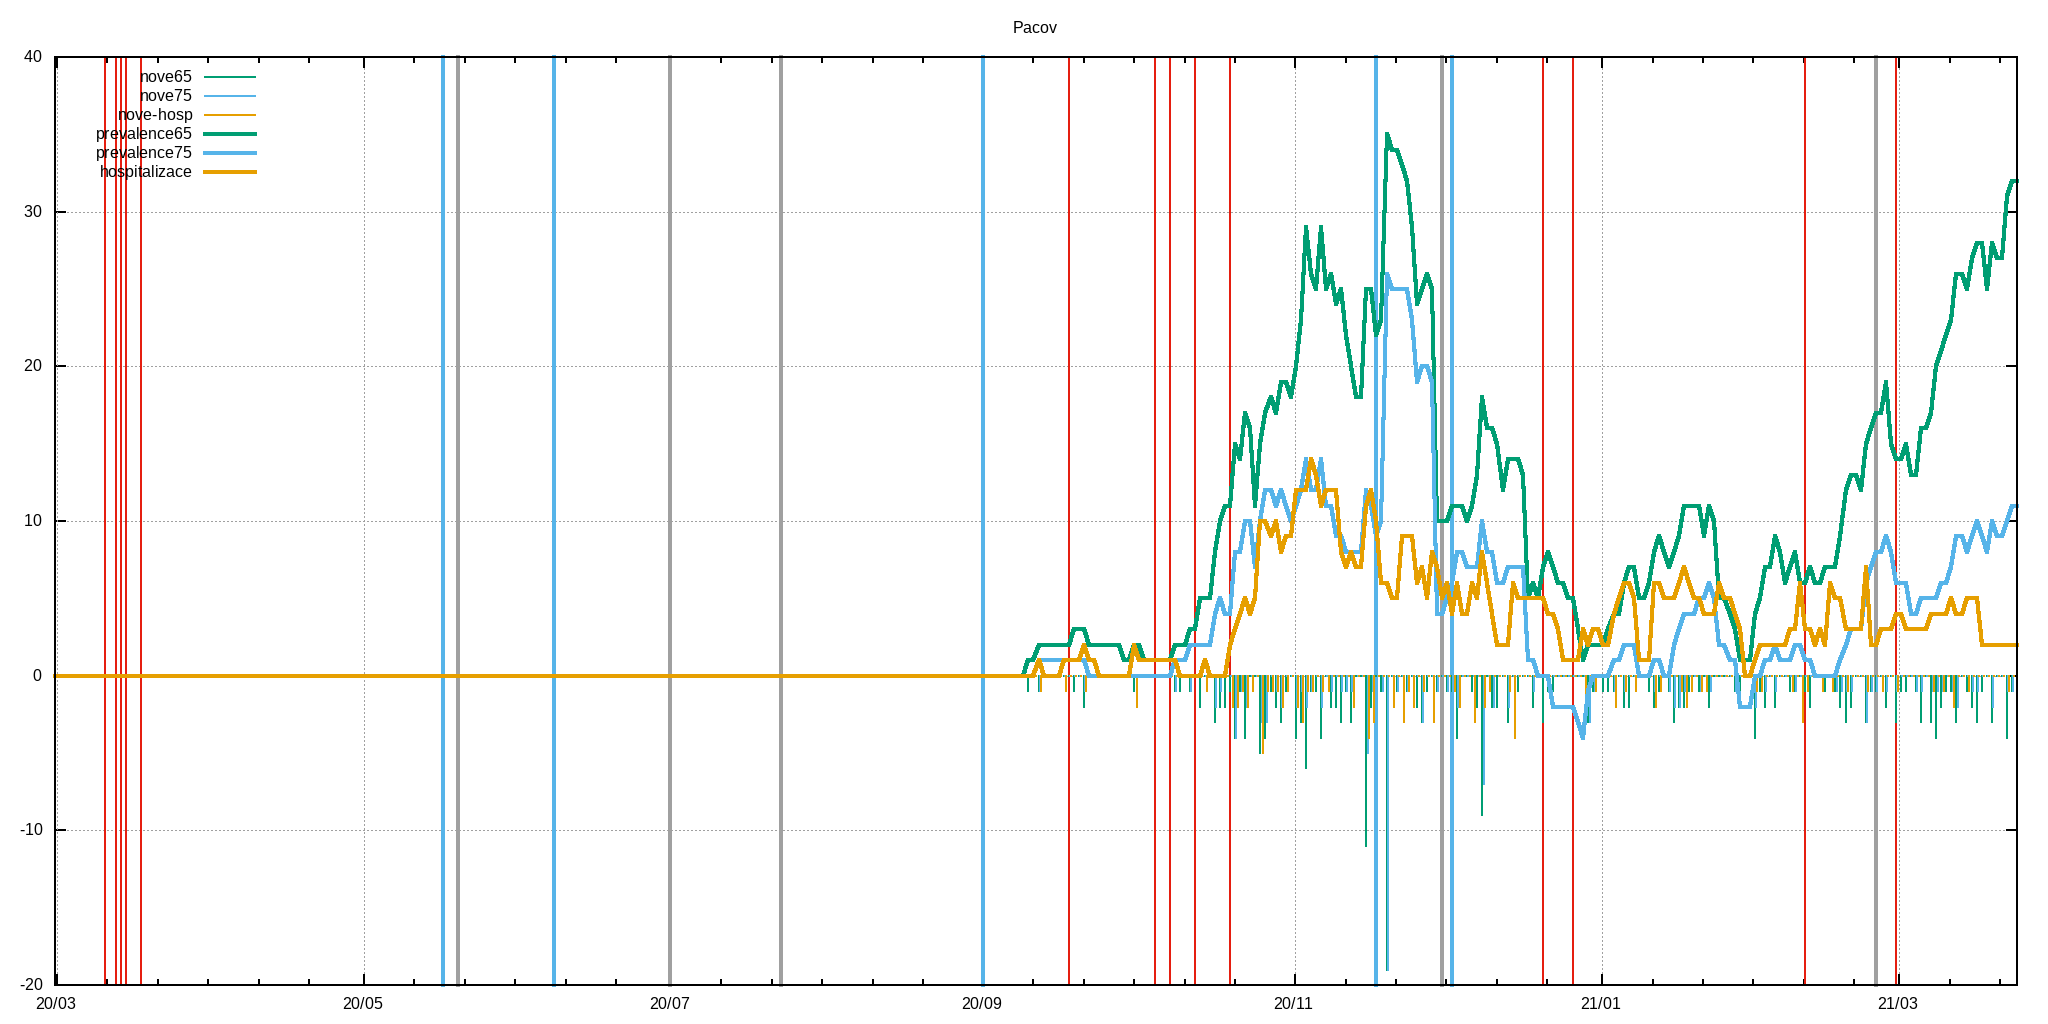 Pacov
40
nove65
nove75
nove-hosp
prevalence65
prevalence75
hospitalizace
30
20
10
0
-10
-20
20/03 20/05 20/07 20/09 20/11 21/01 21/03